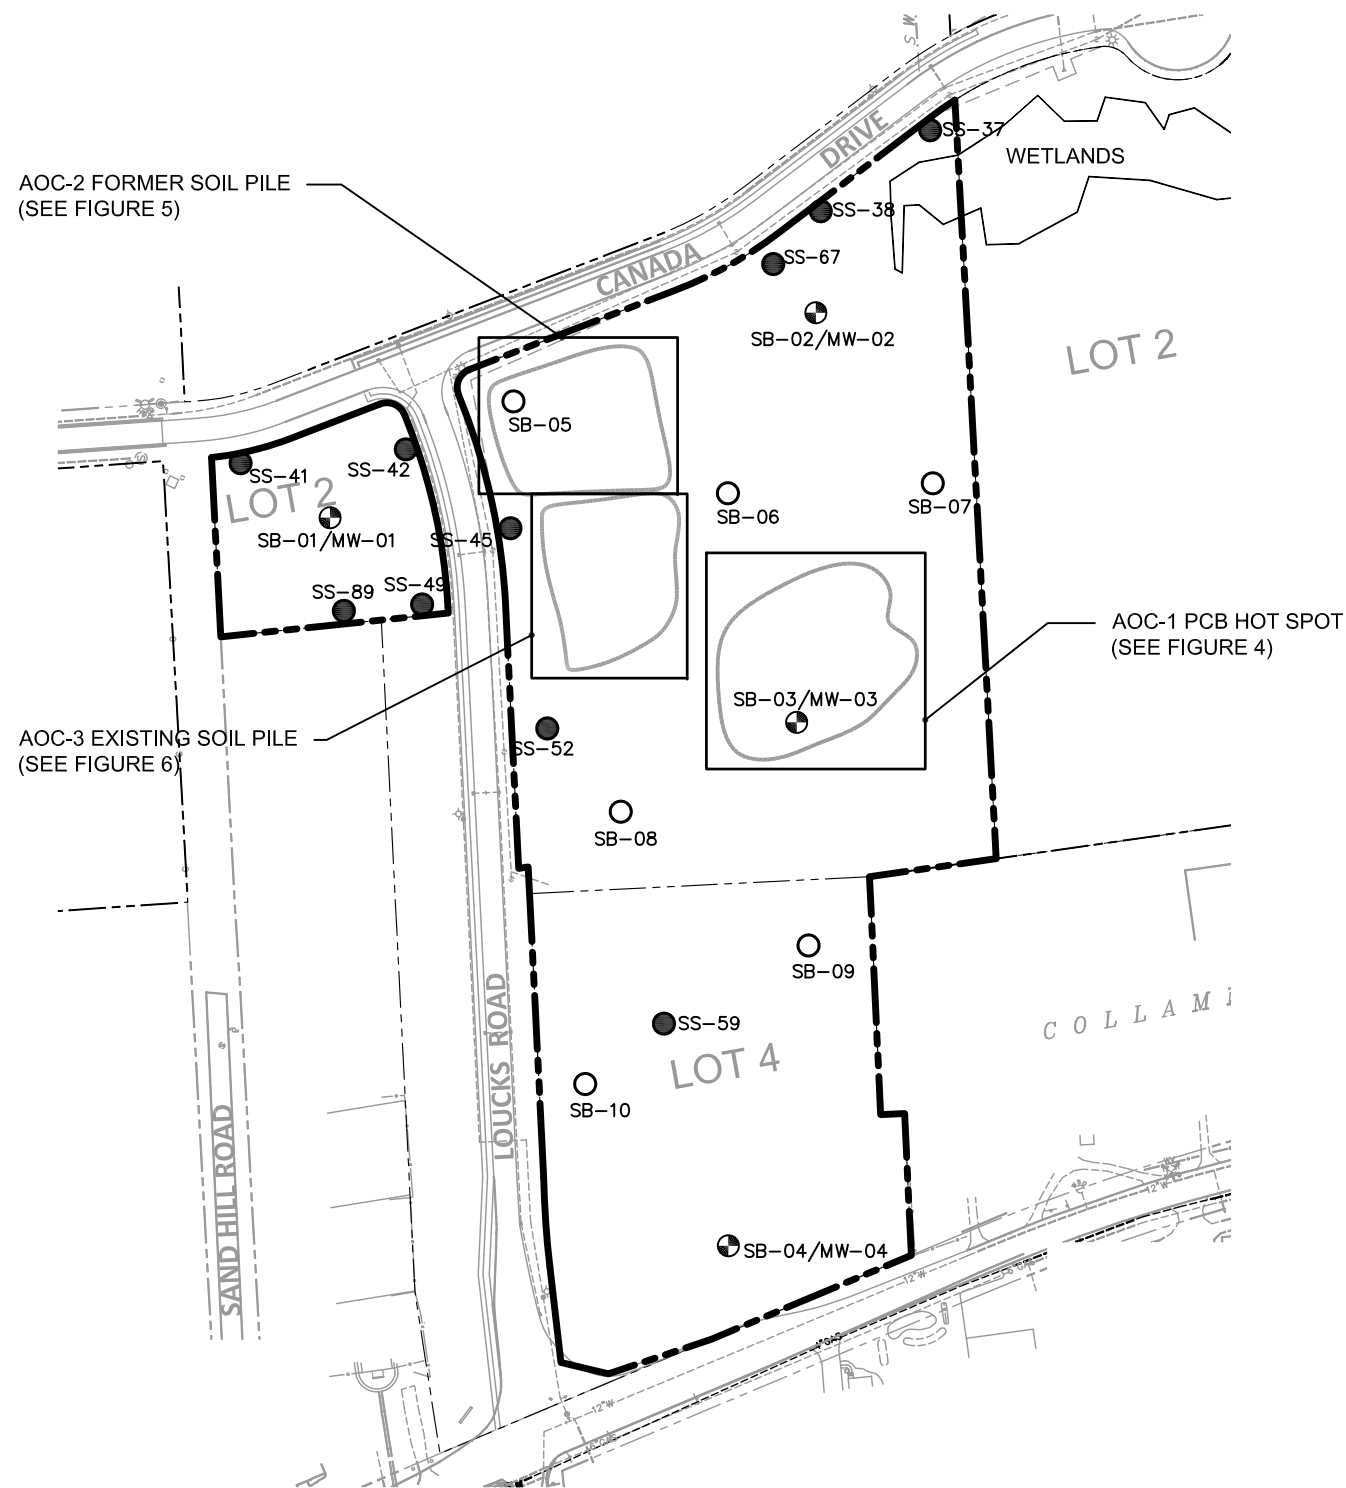 S W
CANADA
DRIVE
SS-37
WETLANDS
AOC-2 FORMER SOIL PILE
(SEE FIGURE 5)
SS-38
SS-67
SB-02/MW-02
LOT 2
SB-05
SS-41
SS-42
LOT 2
SB-01/MW-01
SS-45
SB-06
SB-07
SS-89
SS-49
AOC-1 PCB HOT SPOT
(SEE FIGURE 4)
SB-03/MW-03
AOC-3 EXISTING SOIL PILE
(SEE FIGURE 6)
SS-52
SB-08
SB-09
SS-59
COLLAM
LOT 4
SB-10
LOUCKS ROAD
SAND HILL ROAD
SB-04/MW-04
12"W
12"W
12"W